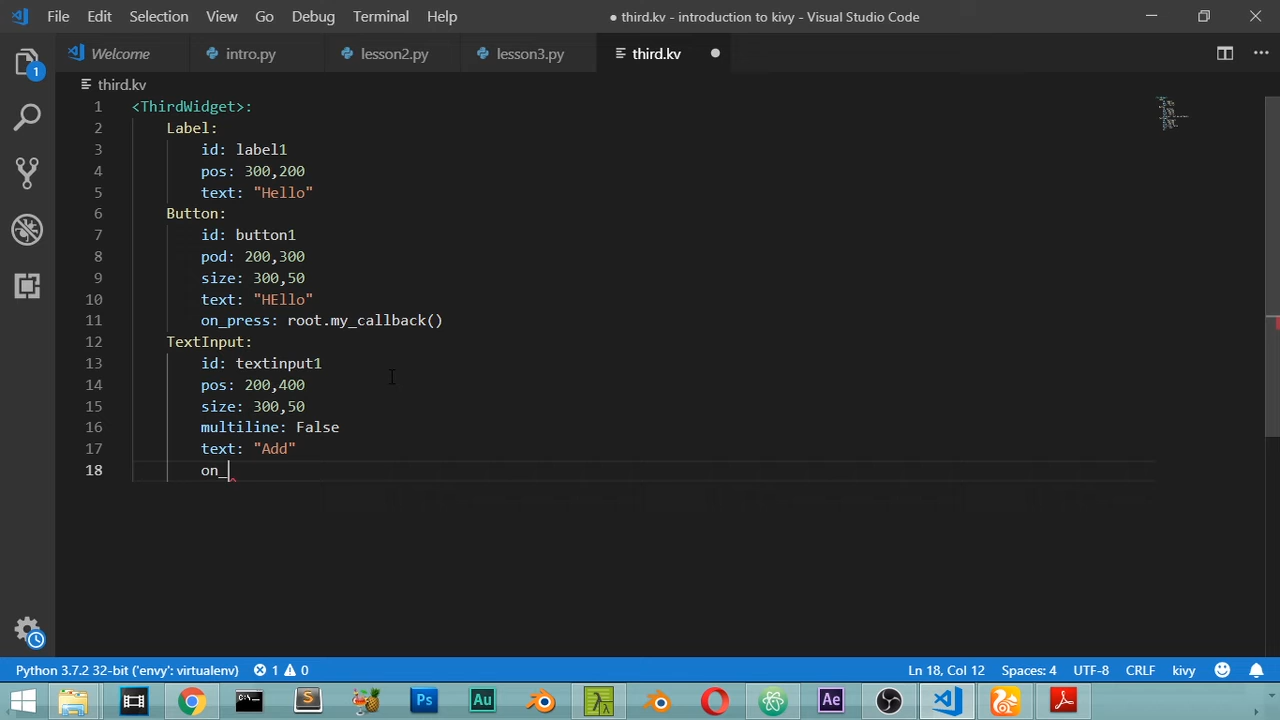 File Edit Selection View Go Debug Terminal Help ● third.kv - introduction to kivy - Visual Studio Code
Welcome intro.py lesson2.py lesson3.py third.kv
1
third.kv
1 <ThirdWidget>:
2 Label:
3 id: label1
4 pos: 300,200
5 text: "Hello"
6 Button:
7 id: button1
8 pod: 200,300
9 size: 300,50
10 text: "HEllo"
11 on_press: root.my_callback()
12 TextInput:
13 id: textinput1
14 pos: 200,400
15 size: 300,50
16 multiline: False
17 text: "Add"
18 on_
Python 3.7.2 32-bit ('envy': virtualenv) 1 0 Ln 18, Col 12 Spaces: 4 UTF-8 CRLF kivy
S Ps Au λ Ae